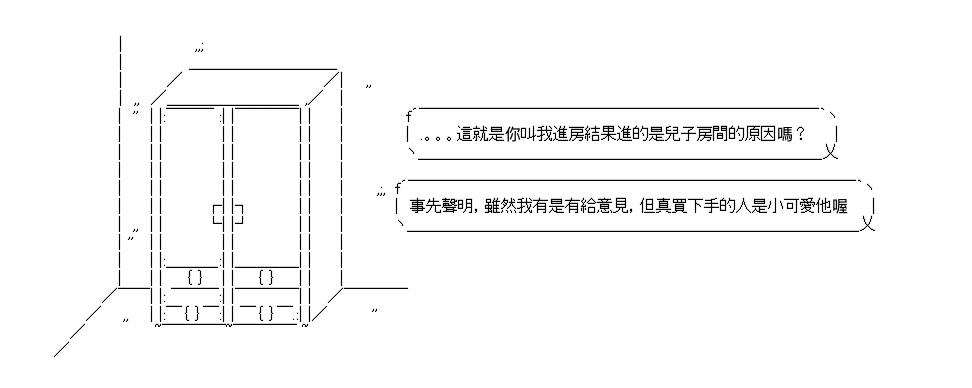 .。。。這就是你叫我進房結果進的是兒子房間的原因嗎？
事先聲明，雖然我有是有給意見，但真買下手的人是小可愛他喔